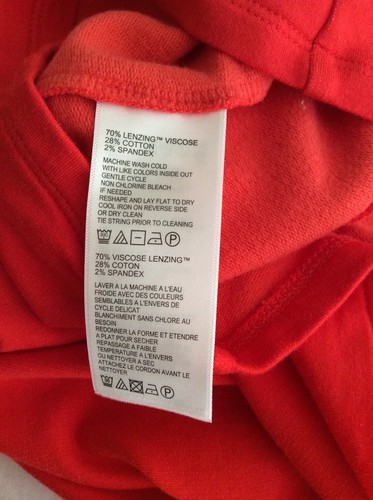 70% LENZING™ VISCOSE
28% COTTON
2% SPANDEX
MACHINE WASH COLD
WITH LIKE COLORS INSIDE OUT
GENTLE CYCLE
NON CHLORINE BLEACH
IF NEEDED
RESHAPE AND LAY FLAT TO DRY
COOL IRON ON REVERSE SIDE
OR DRY CLEAN
TIE STRING PRIOR TO CLEANING
P
70% VISCOSE LENZING™
28% COTON
2% SPANDEX
LAVER A LA MACHINE A L'EAU
FROIDE AVEC DES COULEURS
SEMBLABLES A L'ENVERS DE
CYCLE DELICAT
BLANCHIMENT SANS CHLORE AU
BESOIN
REDONNER LA FORME ET ETENDRE
A PLAT POUR SECHER
REPASSAGE A FAIBLE
TEMPERATURE A L'ENVERS
OU NETTOYER A SEC
ATTACHEZ LE CORDON AVANT LE
NETTOYER
P